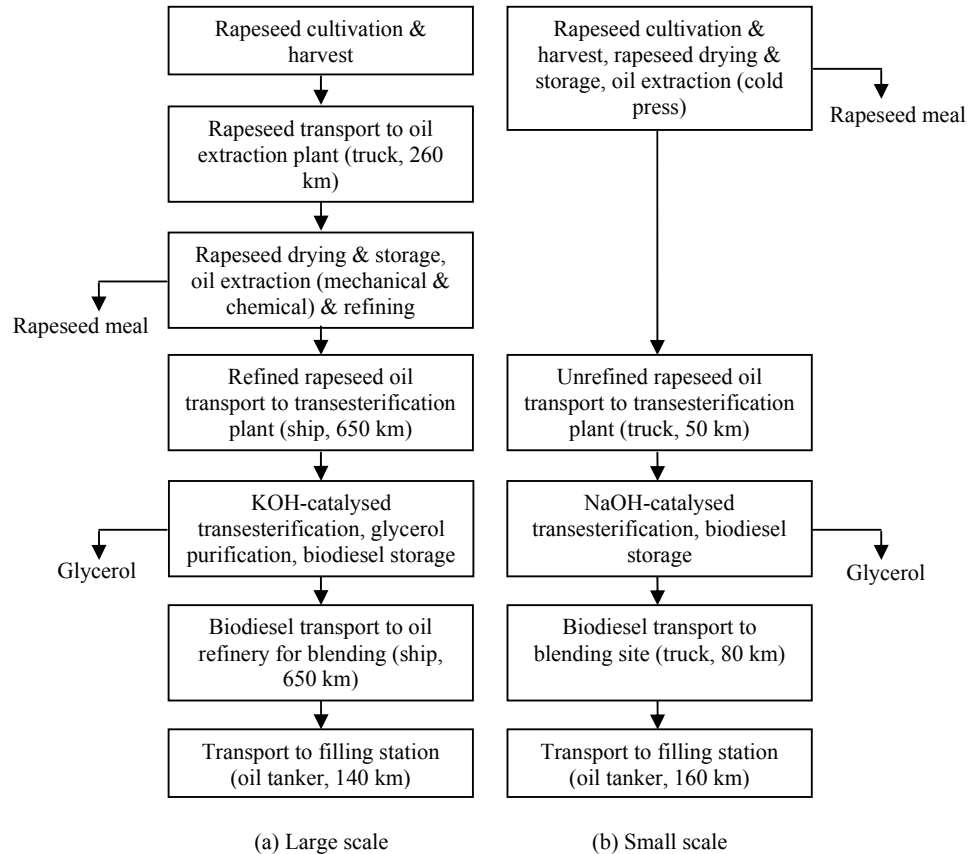 Rapeseed cultivation &
harvest
Rapeseed transport to oil
extraction plant (truck, 260
km)
Rapeseed drying & storage,
oil extraction (mechanical &
chemical) & refining
Rapeseed meal
Refined rapeseed oil
transport to transesterification
plant (ship, 650 km)
KOH-catalysed
transesterification, glycerol
purification, biodiesel storage
Glycerol
Biodiesel transport to oil
refinery for blending (ship,
650 km)
Transport to filling station
(oil tanker, 140 km)
(a) Large scale
Rapeseed cultivation &
harvest, rapeseed drying &
storage, oil extraction (cold
press)
Rapeseed meal
Unrefined rapeseed oil
transport to transesterification
plant (truck, 50 km)
NaOH-catalysed
transesterification, biodiesel
storage
Glycerol
Biodiesel transport to
blending site (truck, 80 km)
Transport to filling station
(oil tanker, 160 km)
(b) Small scale